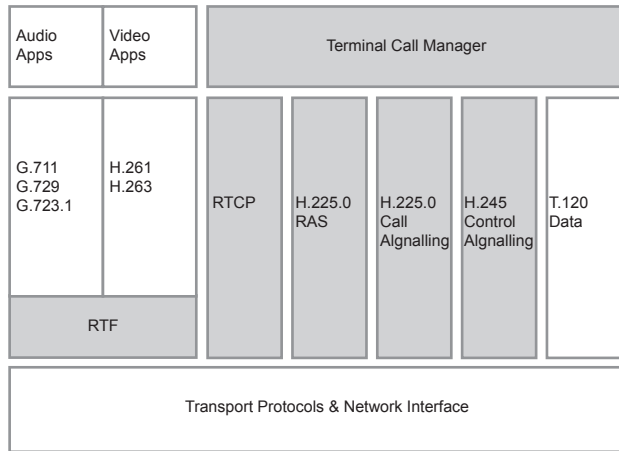 Audio
Apps
Video
Apps
Terminal Call Manager
G.711
G.729
G.723.1
H.261
H.263
RTCP
H.225.0
RAS
H.225.0
Call
Algnalling
H.245
Control
Algnalling
T.120
Data
RTF
Transport Protocols & Network Interface